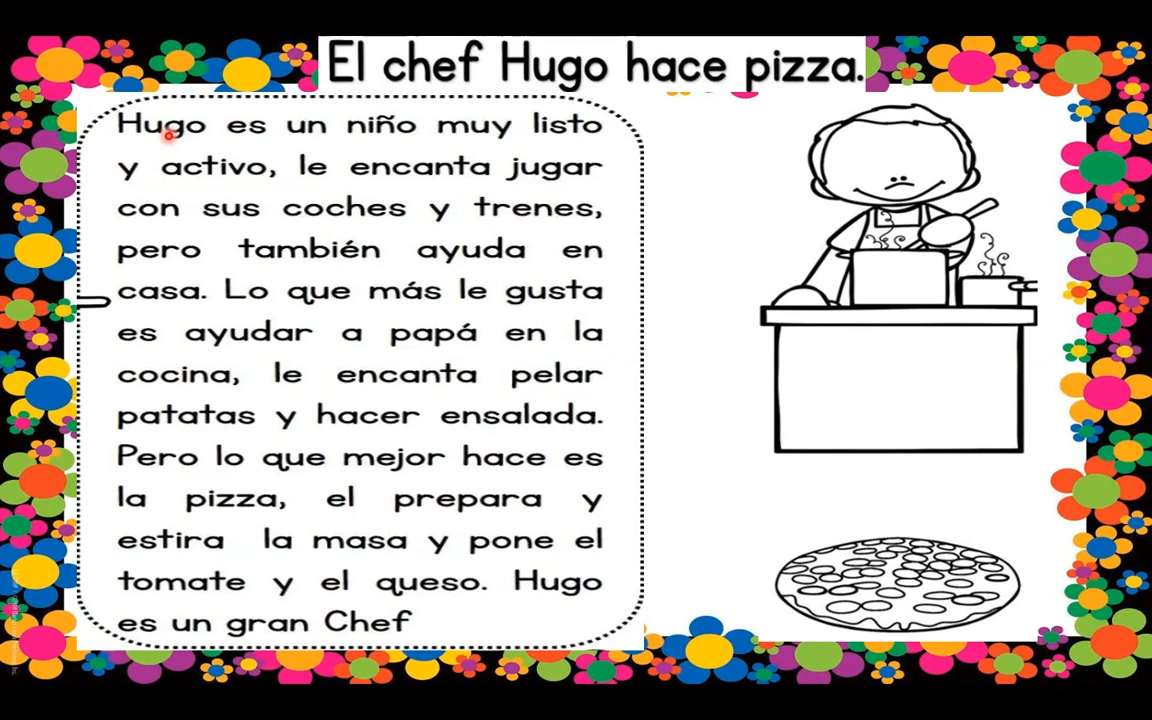 El chef Hugo hace pizza.
Hugo es un niño muy listo
y activo, le encanta jugar
con sus coches y trenes,
pero también ayuda en
casa. Lo que más le gusta
es ayudar a papá en la
cocina, le encanta pelar
patatas y hacer ensalada.
Pero lo que mejor hace es
la pizza, el prepara y
estira la masa y pone el
tomate y el queso. Hugo
es un gran Chef